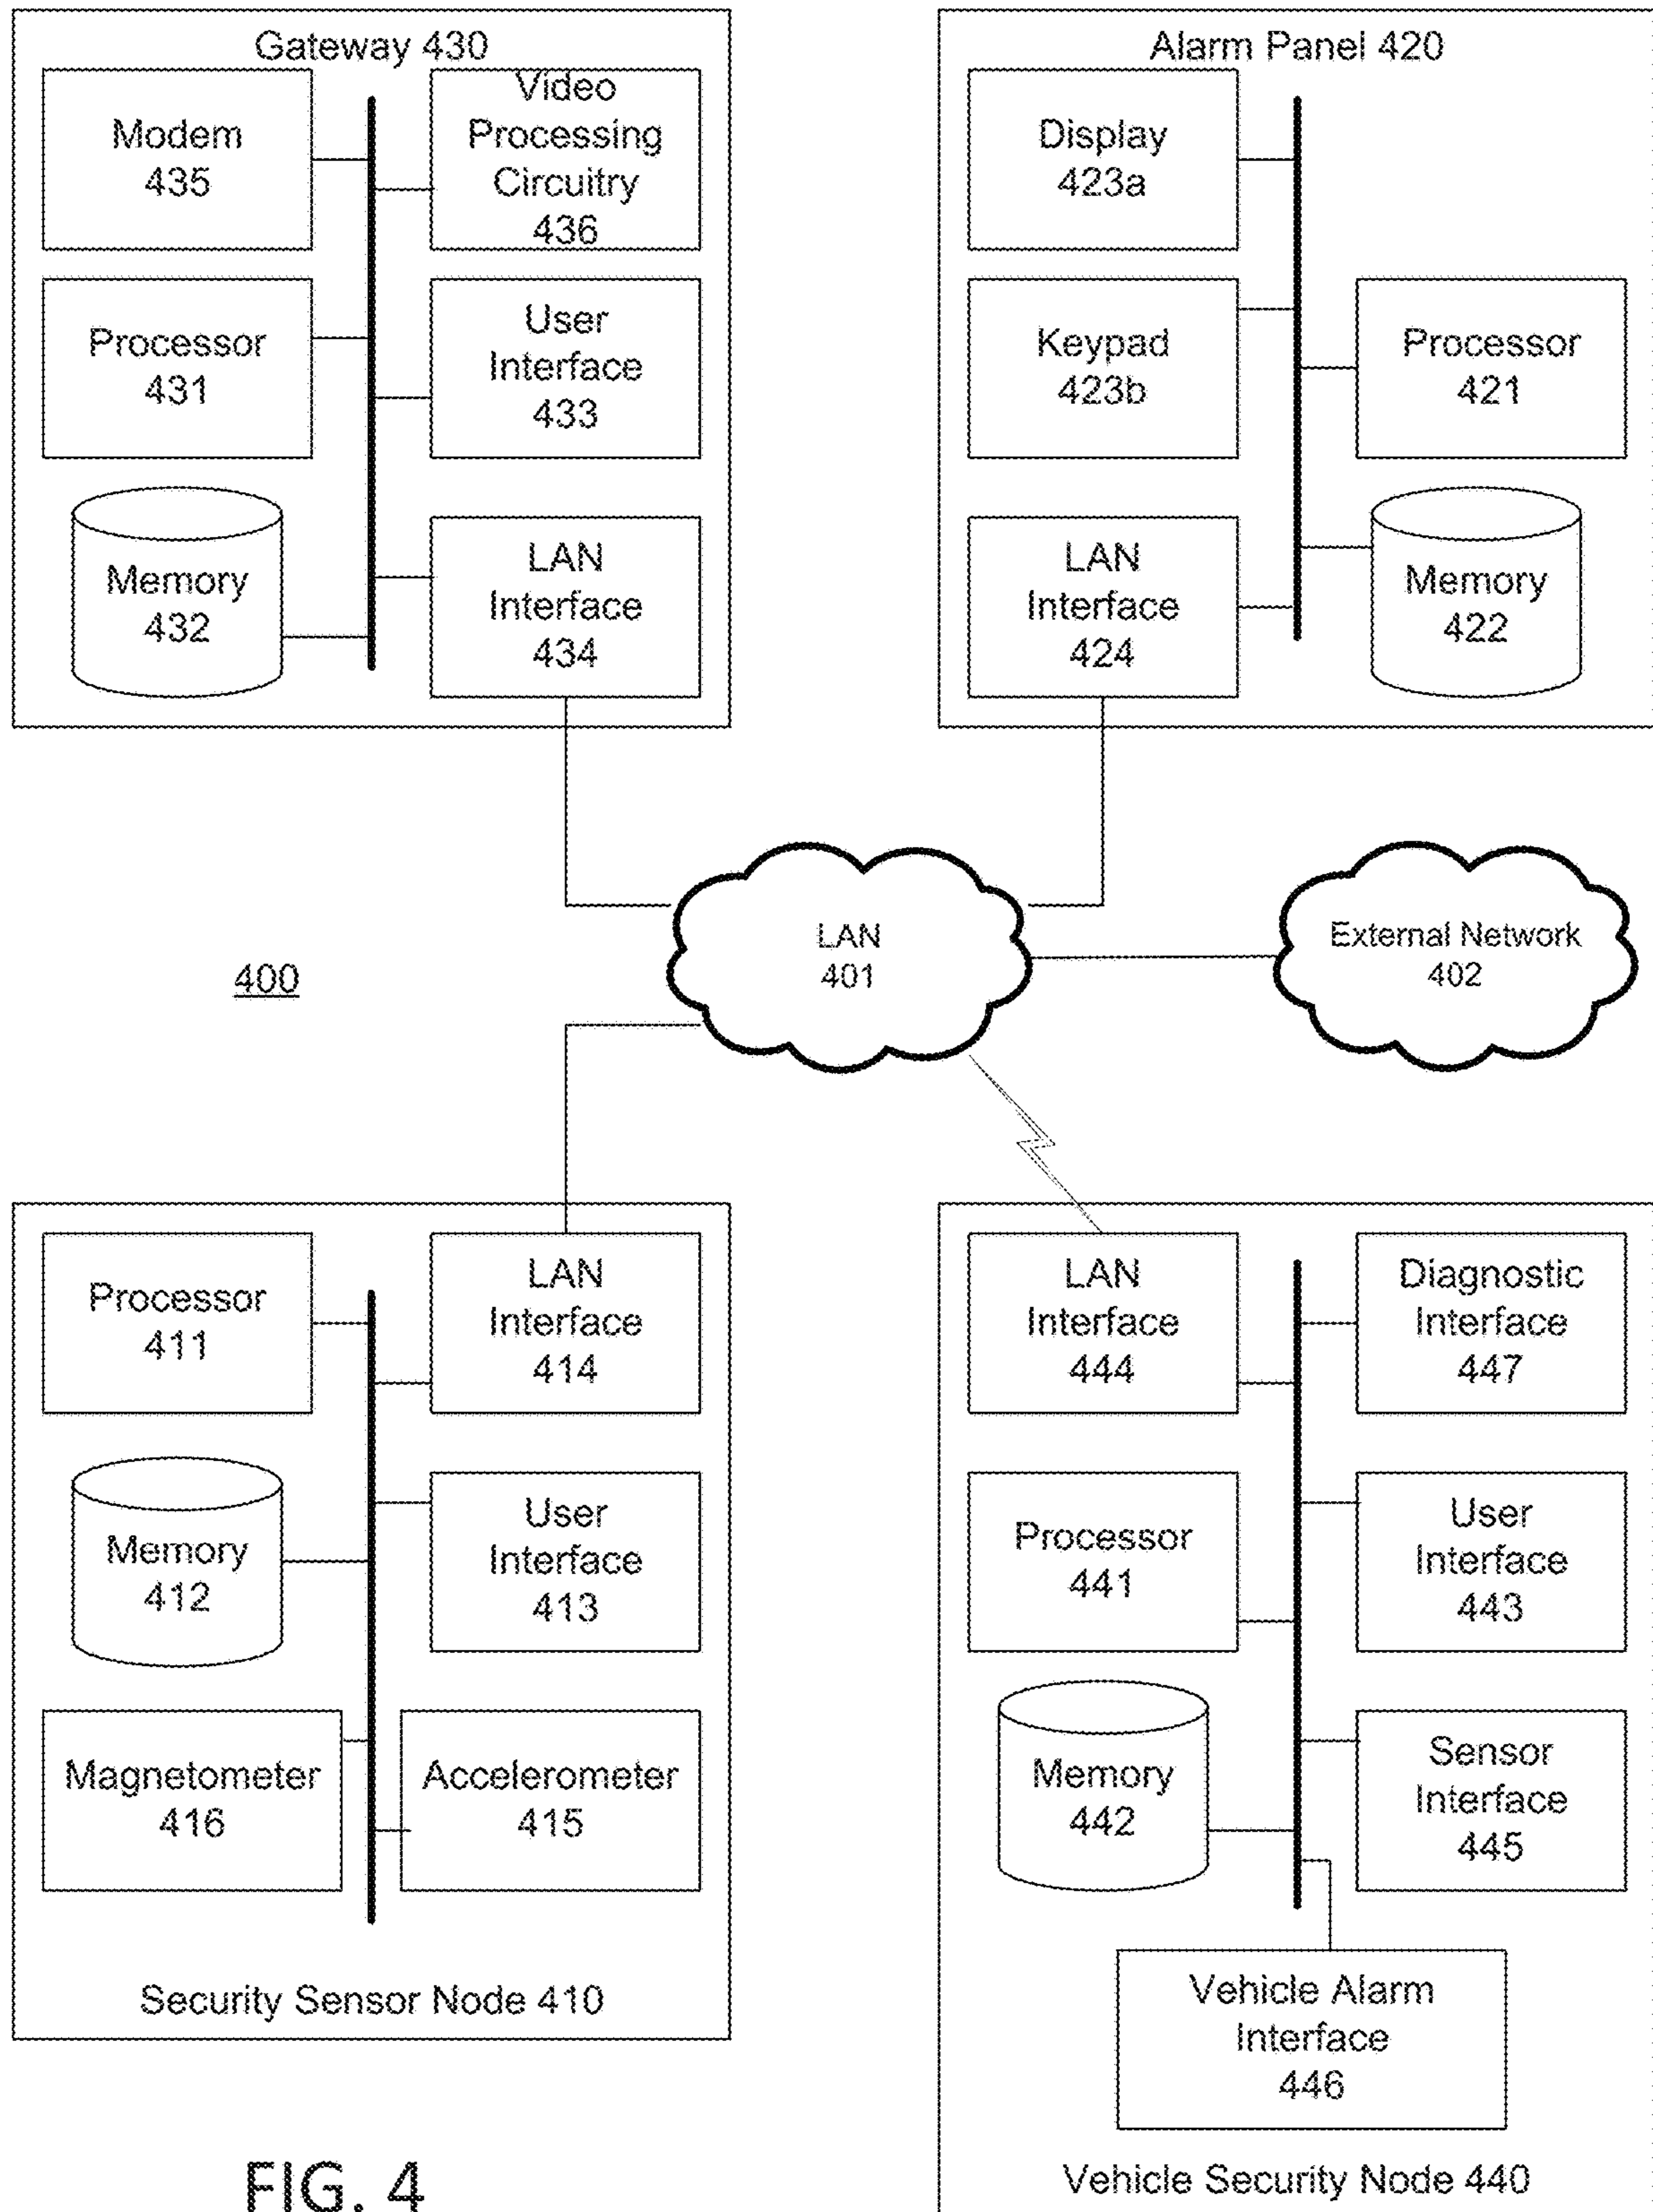 Gateway 430
Modem
435
Video
Processing
Circuitry
436
Processor
431
User
Interface
433
Memory
432
LAN
Interface
434
Alarm Panel 420
Display
423a
Keypad
423b
Processor
421
LAN
Interface
424
Memory
422
400
LAN
401
External Network
402
Processor
411
LAN
Interface
414
Memory
412
User
Interface
413
Magnetometer
416
Accelerometer
415
Security Sensor Node 410
LAN
Interface
444
Diagnostic
Interface
447
Processor
441
User
Interface
443
Memory
442
Sensor
Interface
445
Vehicle Alarm
Interface
446
Vehicle Security Node 440
FIG. 4